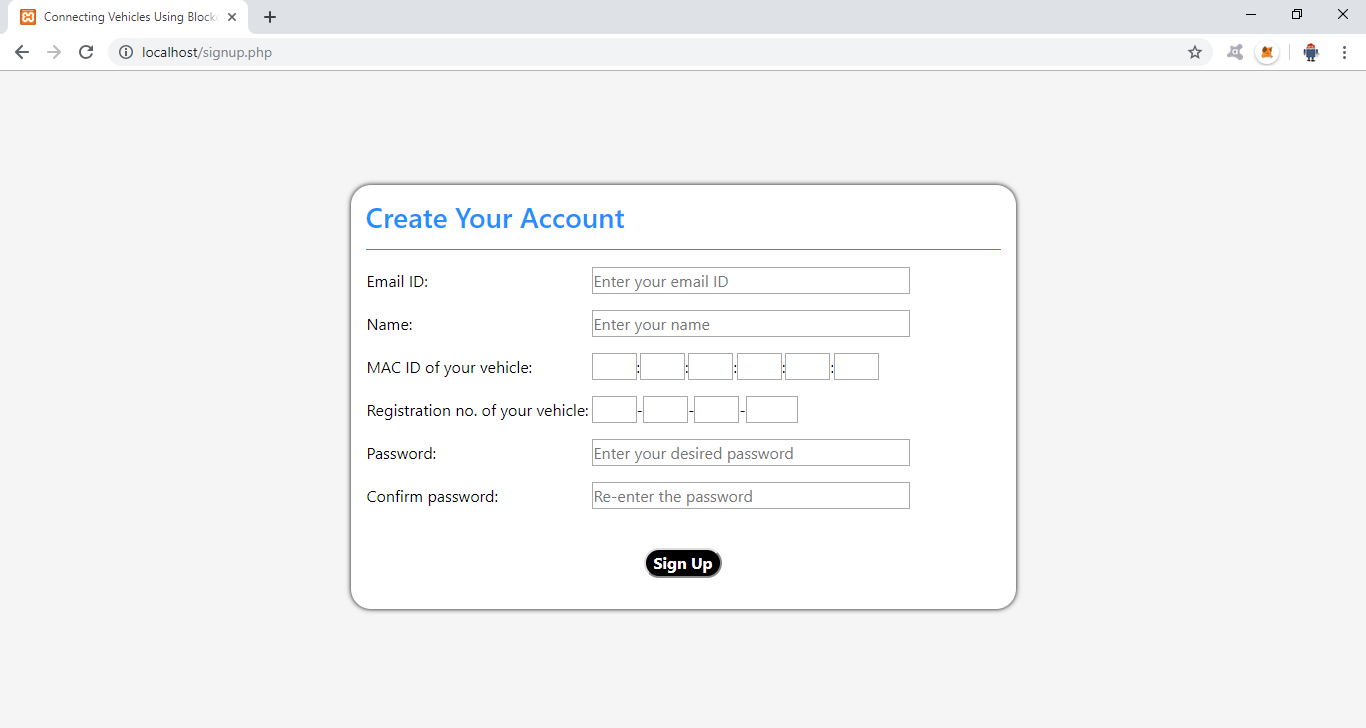 Connecting Vehicles Using Block
localhost/signup.php
Create Your Account
Email ID: Enter your email ID
Name: Enter your name
MAC ID of your vehicle: : : : : :
Registration no. of your vehicle: - - -
Password: Enter your desired password
Confirm password: Re-enter the password
Sign Up